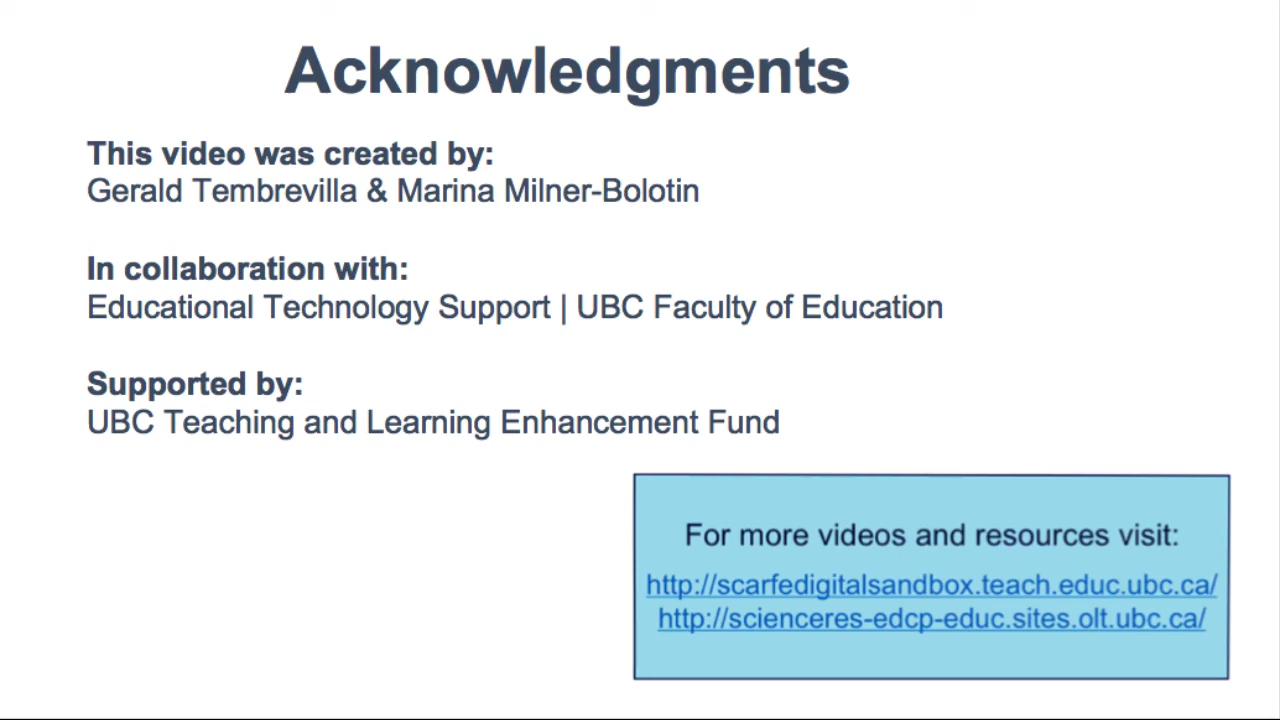 Acknowledgments
This video was created by:
Gerald Tembrevilla & Marina Milner-Bolotin
In collaboration with:
Educational Technology Support | UBC Faculty of Education
Supported by:
UBC Teaching and Learning Enhancement Fund
For more videos and resources visit:
http://scarfedigitalsandbox.teach.educ.ubc.ca/
http://scienceres-edcp-educ.sites.olt.ubc.ca/